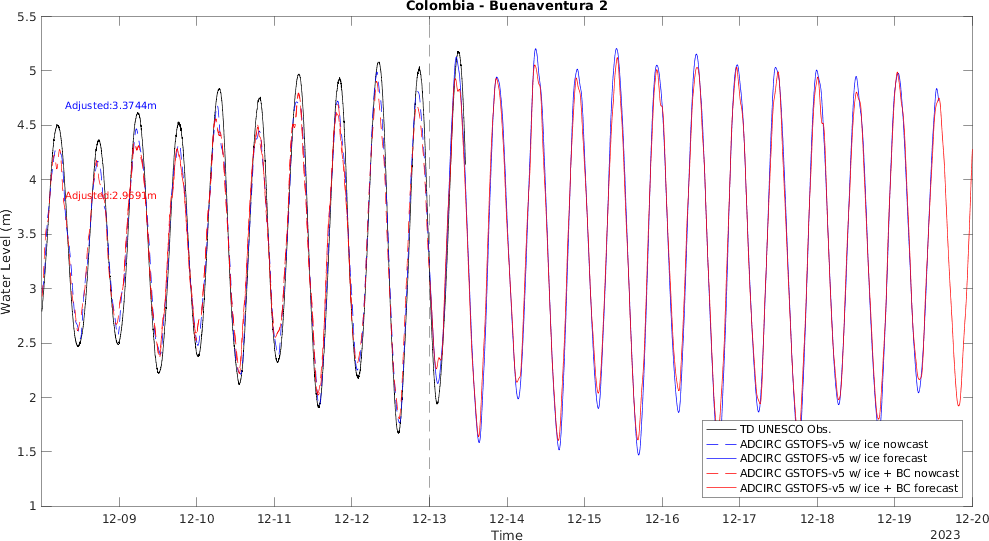 Colombia - Buenaventura 2
5.5
5
4.5
4
3.5
3
2.5
2
1.5
1
Water Level (m)
Adjusted:3.3744m
Adjusted:2.9591m
TD UNESCO Obs.
ADCIRC GSTOFS-v5 w/ ice nowcast
ADCIRC GSTOFS-v5 w/ ice forecast
ADCIRC GSTOFS-v5 w/ ice + BC nowcast
ADCIRC GSTOFS-v5 w/ ice + BC forecast
12-09 12-10 12-11 12-12 12-13 12-14 12-15 12-16 12-17 12-18 12-19 12-20
Time
2023